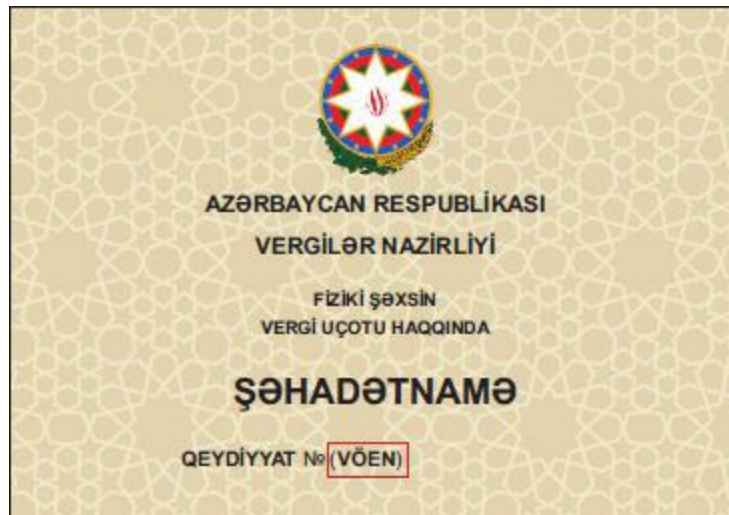 AZƏRBAYCAN RESPUBLİKASI
VERGİLƏR NAZİRLİYİ
FİZİKİ ŞƏXSİN
VERGİ UÇOTU HAQQINDA
ŞƏHADƏTNAMƏ
QEYDİYYAT № (VÖEN)